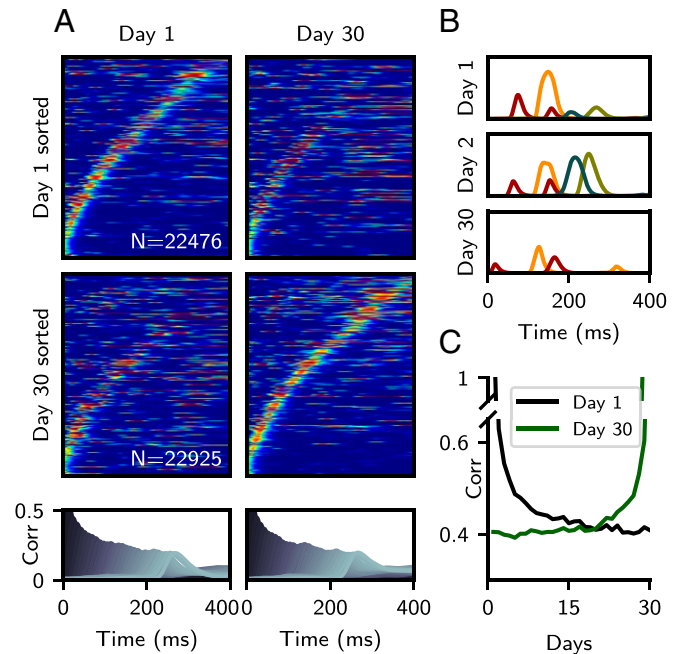 A
Day 1
Day 30
Day 1 sorted
N=22476
Day 30 sorted
N=22925
0.5
Corr
0
0
200
400
0
200
400
Time (ms)
Time (ms)
B
Day 1
Day 2
Day 30
0
200
400
Time (ms)
C
1
0.6
Corr
0.4
Day 1
Day 30
0
15
30
Days